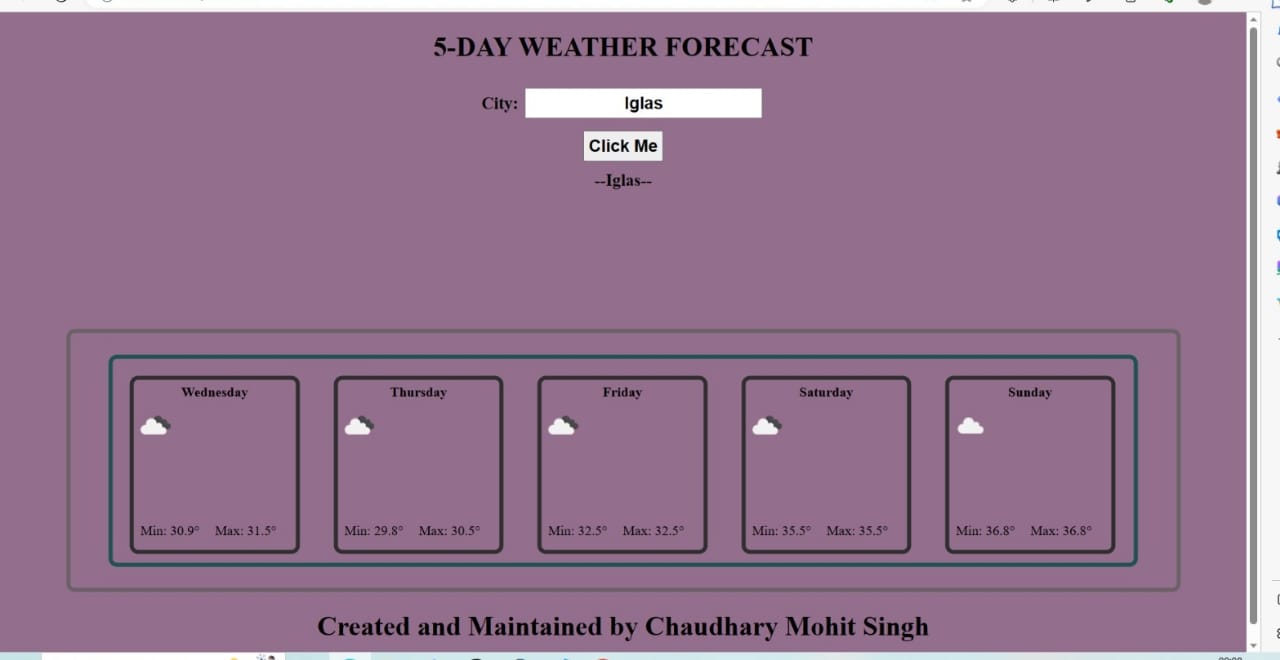 5-DAY WEATHER FORECAST
City: Iglas
Click Me
--Iglas--
Wednesday
Min: 30.9° Max: 31.5°
Thursday
Min: 29.8° Max: 30.5°
Friday
Min: 32.5° Max: 32.5°
Saturday
Min: 35.5° Max: 35.5°
Sunday
Min: 36.8° Max: 36.8°
Created and Maintained by Chaudhary Mohit Singh